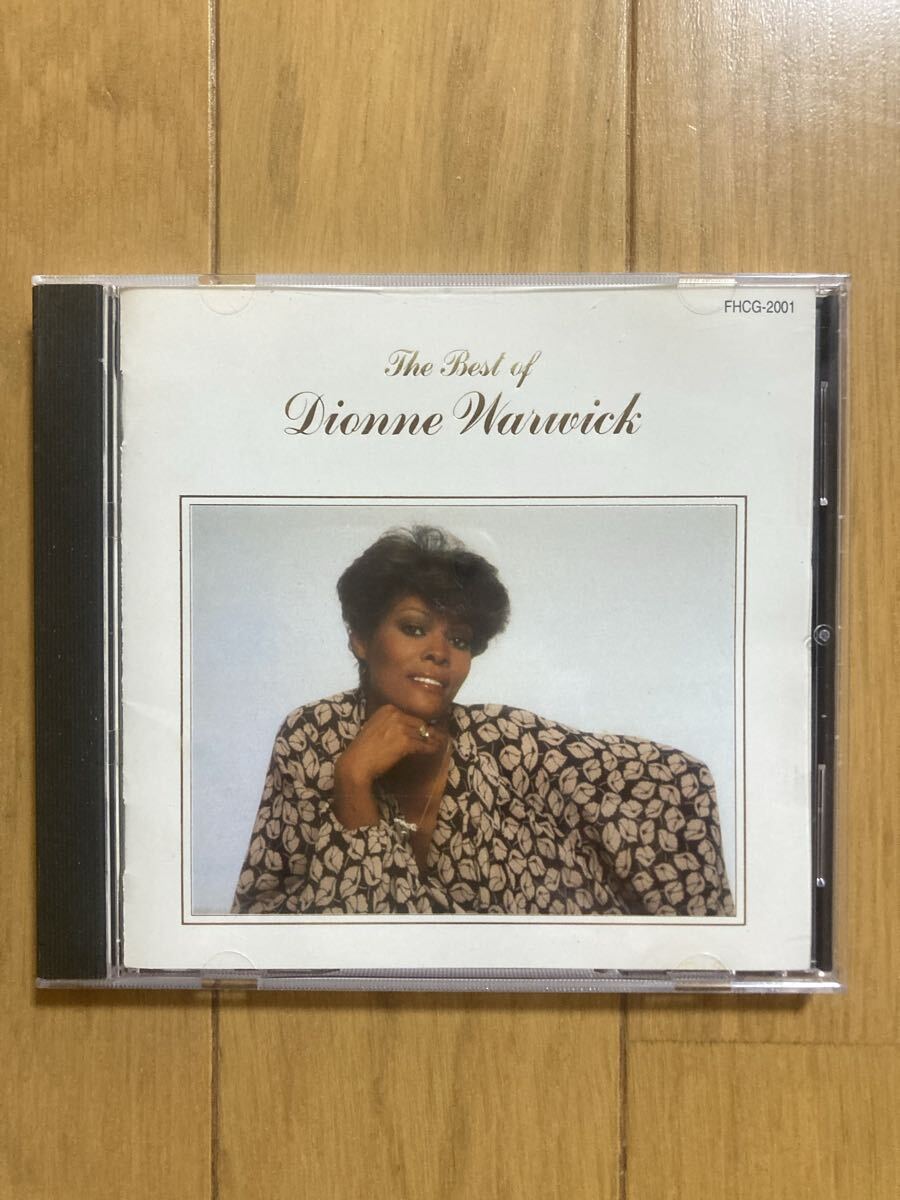 FHCG-2001
The Best of
Dionne Warwick